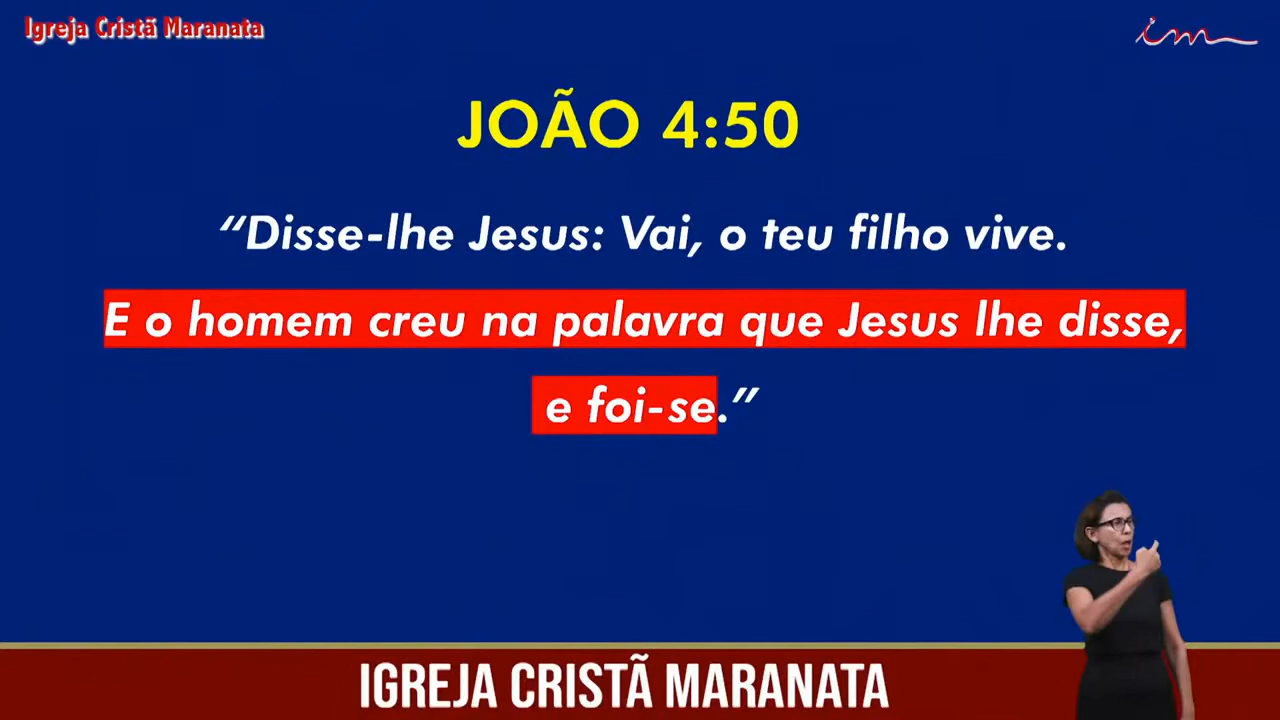 Igreja Cristã Maranata
im
JOÃO 4:50
“Disse-lhe Jesus: Vai, o teu filho vive.
E o homem creu na palavra que Jesus lhe disse,
e foi-se.”
IGREJA CRISTÃ MARANATA